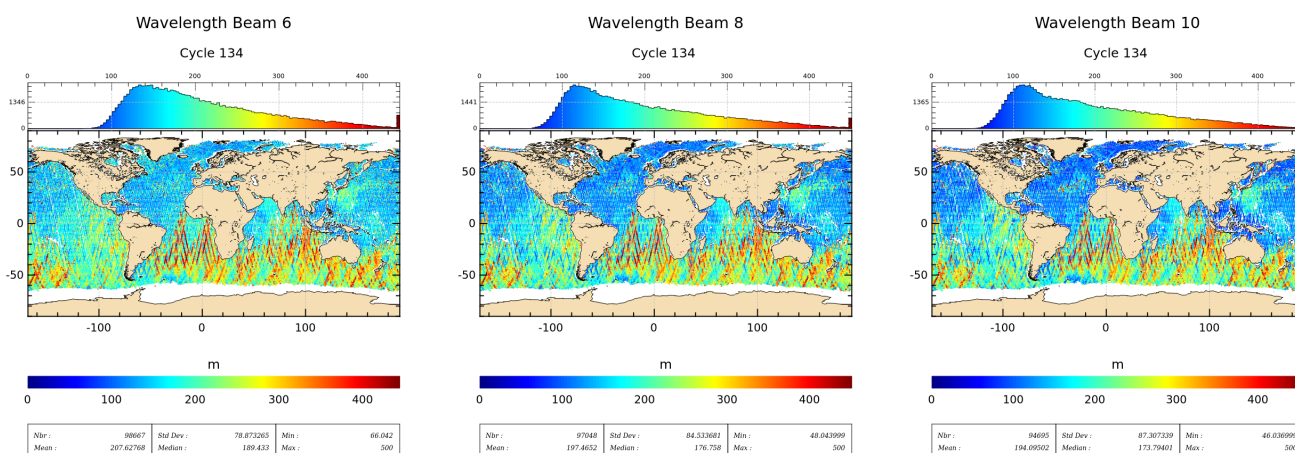 Wavelength Beam 6
Cycle 134
0 100 200 300 400
1346
0
50
0
-50
-100 0 100
m
0 100 200 300 400
Nbr : 98667 Std Dev : 78.873265 Min : 66.042
Mean : 207.62768 Median : 189.433 Max : 500
Wavelength Beam 8
Cycle 134
0 100 200 300 400
1441
0
50
0
-50
-100 0 100
m
0 100 200 300 400
Nbr : 97048 Std Dev : 84.533681 Min : 48.043999
Mean : 197.4652 Median : 176.758 Max : 500
Wavelength Beam 10
Cycle 134
0 100 200 300 400
1365
0
50
0
-50
-100 0 100
m
0 100 200 300 400
Nbr : 94695 Std Dev : 87.307339 Min : 46.036999
Mean : 194.09502 Median : 173.79401 Max : 500